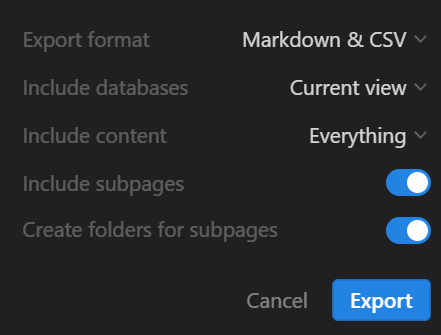 Export format Markdown & CSV
Include databases Current view
Include content Everything
Include subpages
Create folders for subpages
Cancel Export